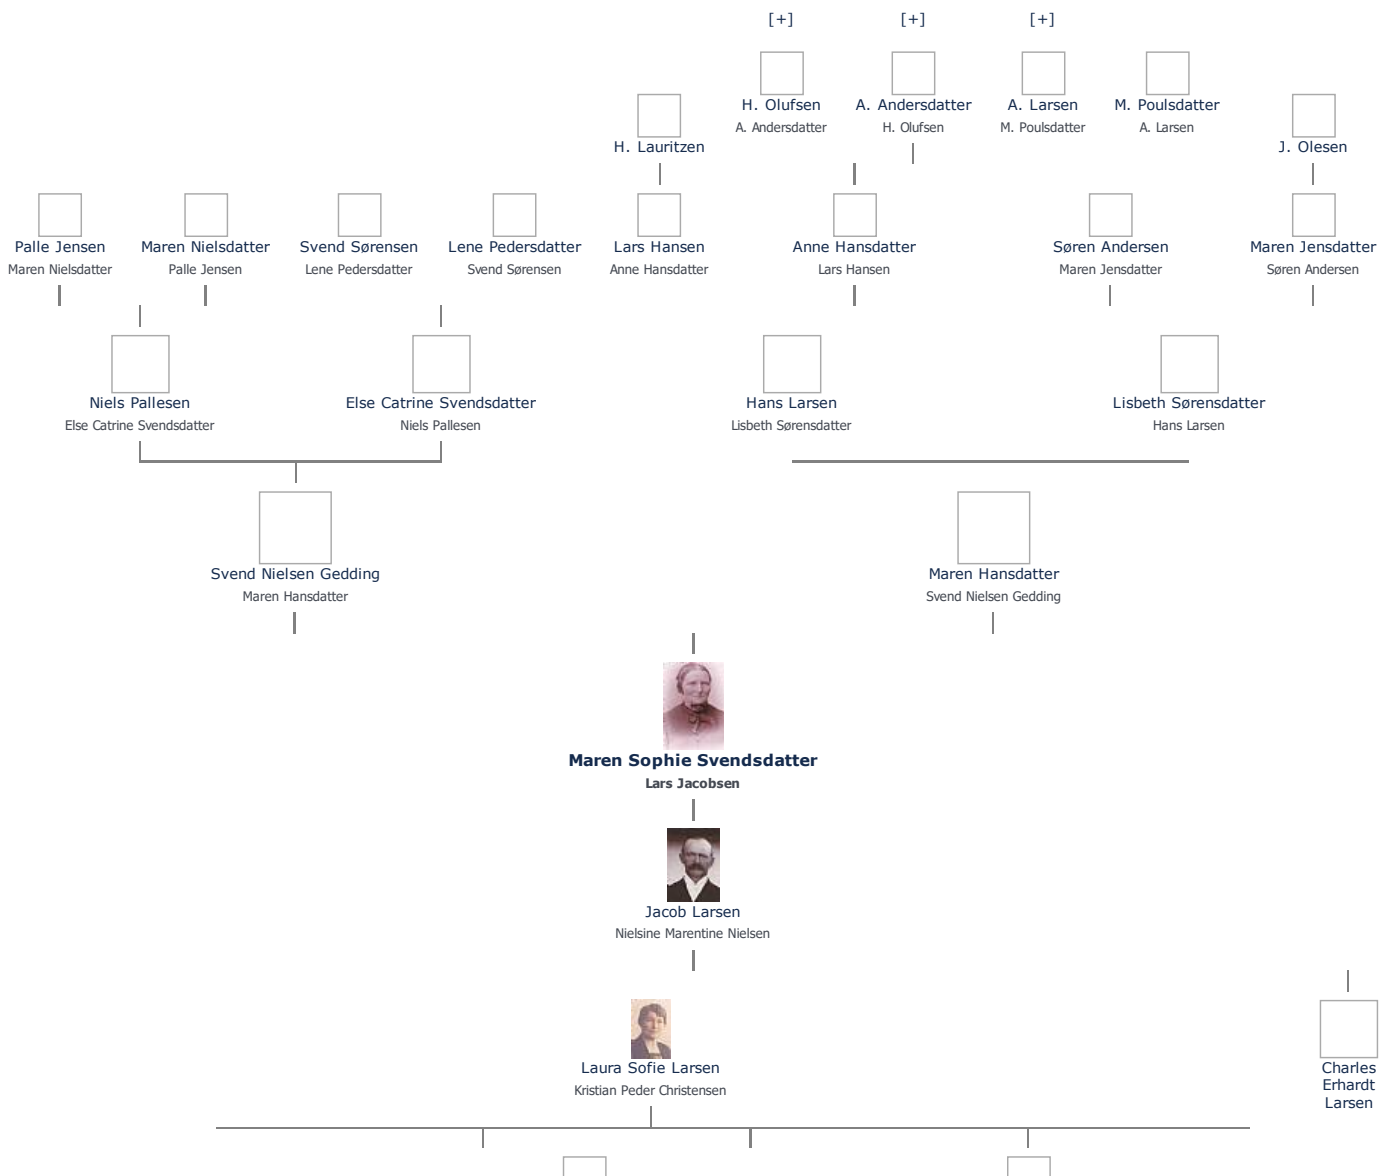 [+] [+] [+]
H. Olufsen A. Andersdatter A. Larsen M. Poulsdatter
A. Andersdatter H. Olufsen M. Poulsdatter A. Larsen
H. Lauritzen J. Olesen
Palle Jensen Maren Nielsdatter Svend Sørensen Lene Pedersdatter Lars Hansen Anne Hansdatter Søren Andersen Maren Jensdatter
Maren Nielsdatter Palle Jensen Lene Pedersdatter Svend Sørensen Anne Hansdatter Lars Hansen Maren Jensdatter Søren Andersen
Niels Pallesen Else Catrine Svendsdatter Hans Larsen Lisbeth Sørensdatter
Else Catrine Svendsdatter Niels Pallesen Lisbeth Sørensdatter Hans Larsen
Svend Nielsen Gedding Maren Hansdatter
Maren Hansdatter Svend Nielsen Gedding
Maren Sophie Svendsdatter
Lars Jacobsen
Jacob Larsen
Nielsine Marentine Nielsen
Laura Sofie Larsen
Kristian Peder Christensen
Charles
Erhardt
Larsen